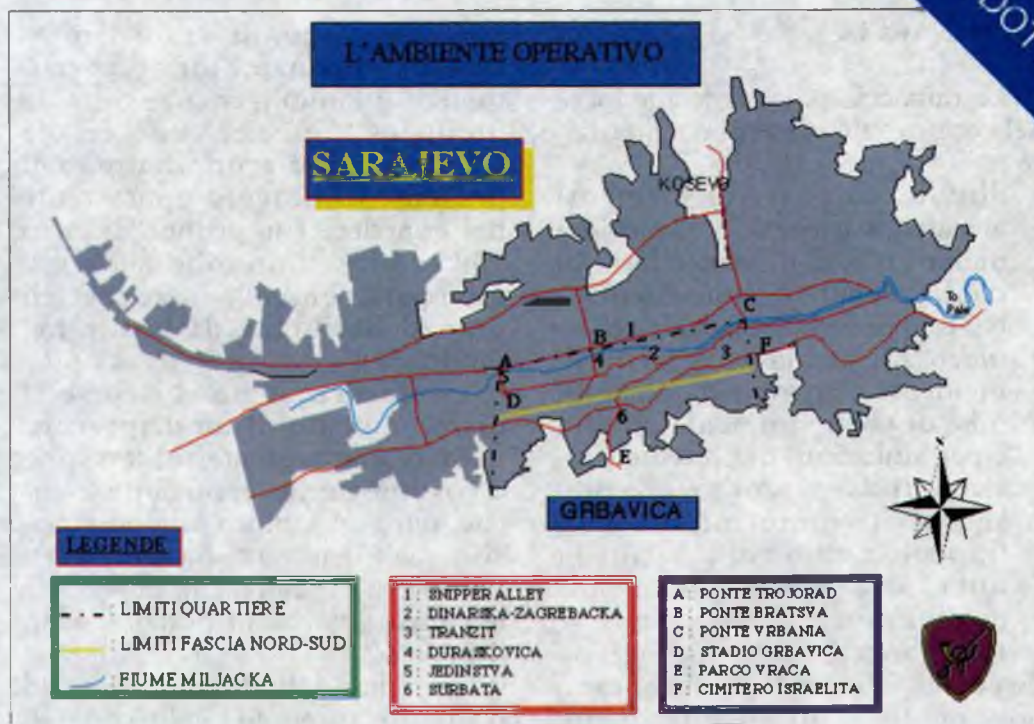 L'AMBIENTE OPERATIVO
SARAJEVO
KOSEVO
To
A
B
1
C
4
2
3
F
5
D
6
E
GRBAVICA
LEGENDE
: LIMITI QUARTIERE
: LIMITI FASCIA NORD-SUD
: FIUME MILJACKA
1 : SNIPPER ALLEY
2 : DINARSKA-ZAGREBACKA
3 : TRANZIT
4 : DURASKOVICA
5 : JEDINSTVA
6 : SURBATA
A : PONTE TROJORAD
B : PONTE BRATSVA
C : PONTE VRBANIA
D : STADIO GRBAVICA
E : PARCO VRACA
F : CIMITERO ISRAELITA